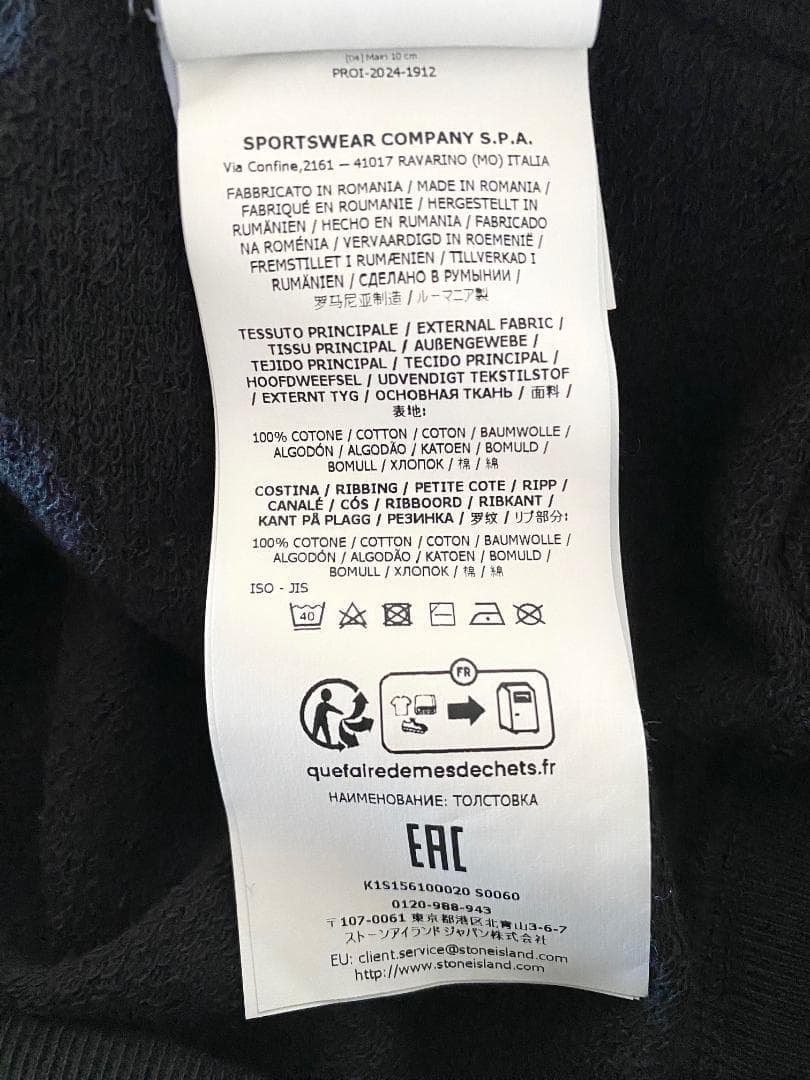 [D4] Main 10 cm
PROI-2024-1912
SPORTSWEAR COMPANY S.P.A.
Via Confine,2161 — 41017 RAVARINO (MO) ITALIA
FABBRICATO IN ROMANIA / MADE IN ROMANIA /
FABRIQUÉ EN ROUMANIE / HERGESTELLT IN
RUMÄNIEN / HECHO EN RUMANIA / FABRICADO
NA ROMÉNIA / VERVAARDIGD IN ROEMENIË /
FREMSTILLET I RUMÆNIEN / TILLVERKAD I
RUMÄNIEN / СДЕЛАНО В РУМЫНИИ /
罗马尼亚制造 / ルーマニア製
TESSUTO PRINCIPALE / EXTERNAL FABRIC /
TISSU PRINCIPAL / AUßENGEWEBE /
TEJIDO PRINCIPAL / TECIDO PRINCIPAL /
HOOFDWEEFSEL / UDVENDIGT TEKSTILSTOF
/ EXTERNT TYG / ОСНОВНАЯ ТКАНЬ / 面料 /
表地:
100% COTONE / COTTON / COTON / BAUMWOLLE /
ALGODÓN / ALGODÃO / KATOEN / BOMULD /
BOMULL / ХЛОПОК / 棉 / 綿
COSTINA / RIBBING / PETITE COTE / RIPP /
CANALÉ / CÓS / RIBBOORD / RIBKANT /
KANT PÅ PLAGG / РЕЗИНКА / 罗纹 / リブ部分:
100% COTONE / COTTON / COTON / BAUMWOLLE /
ALGODÓN / ALGODÃO / KATOEN / BOMULD /
BOMULL / ХЛОПОК / 棉 / 綿
ISO - JIS
40
FR
quefairedemesdechets.fr
НАИМЕНОВАНИЕ: ТОЛСТОВКА
EAC
K1S156100020 S0060
0120-988-943
〒107-0061 東京都港区北青山3-6-7
ストーンアイランドジャパン株式会社
EU: client.service@stoneisland.com
http://www.stoneisland.com